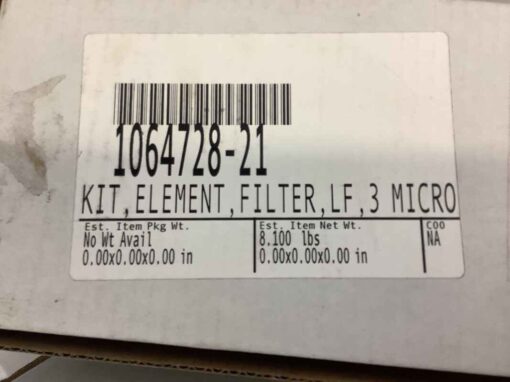 1064728-21
KIT,ELEMENT,FILTER,LF,3 MICRO
Est. Item Pkg Wt.
No Wt Avail
0.00x0.00x0.00 in
Est. Item Net Wt.
8.100 lbs
0.00x0.00x0.00 in
COO
NA